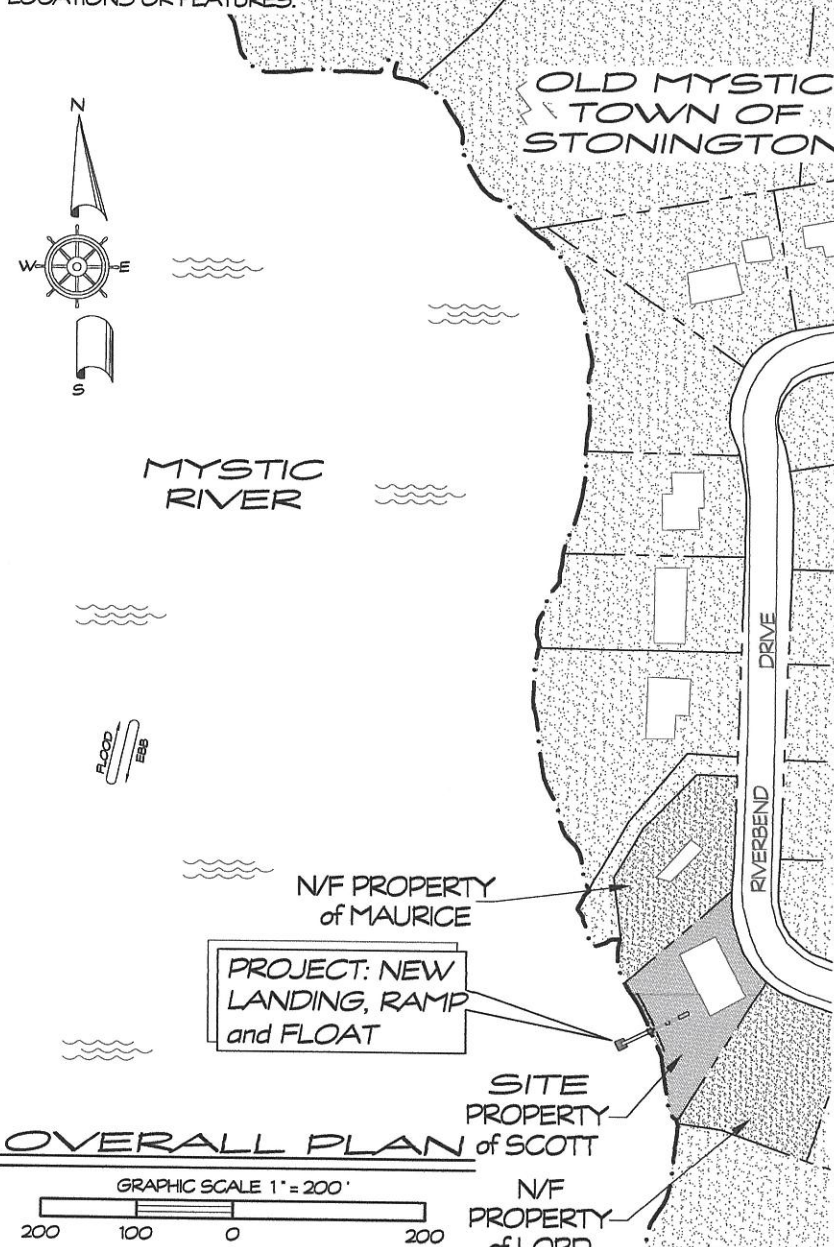 LOCATIONS OR FEATURES.
OLD MYSTIC
TOWN OF
STONINGTON
N
W
E
S
MYSTIC
RIVER
FLOOD
EBB
RIVERBEND DRIVE
N/F PROPERTY
of MAURICE
PROJECT: NEW
LANDING, RAMP
and FLOAT
SITE
PROPERTY
of SCOTT
OVERALL PLAN
GRAPHIC SCALE 1" = 200'
200 100 0 200
N/F
PROPERTY
of LORD